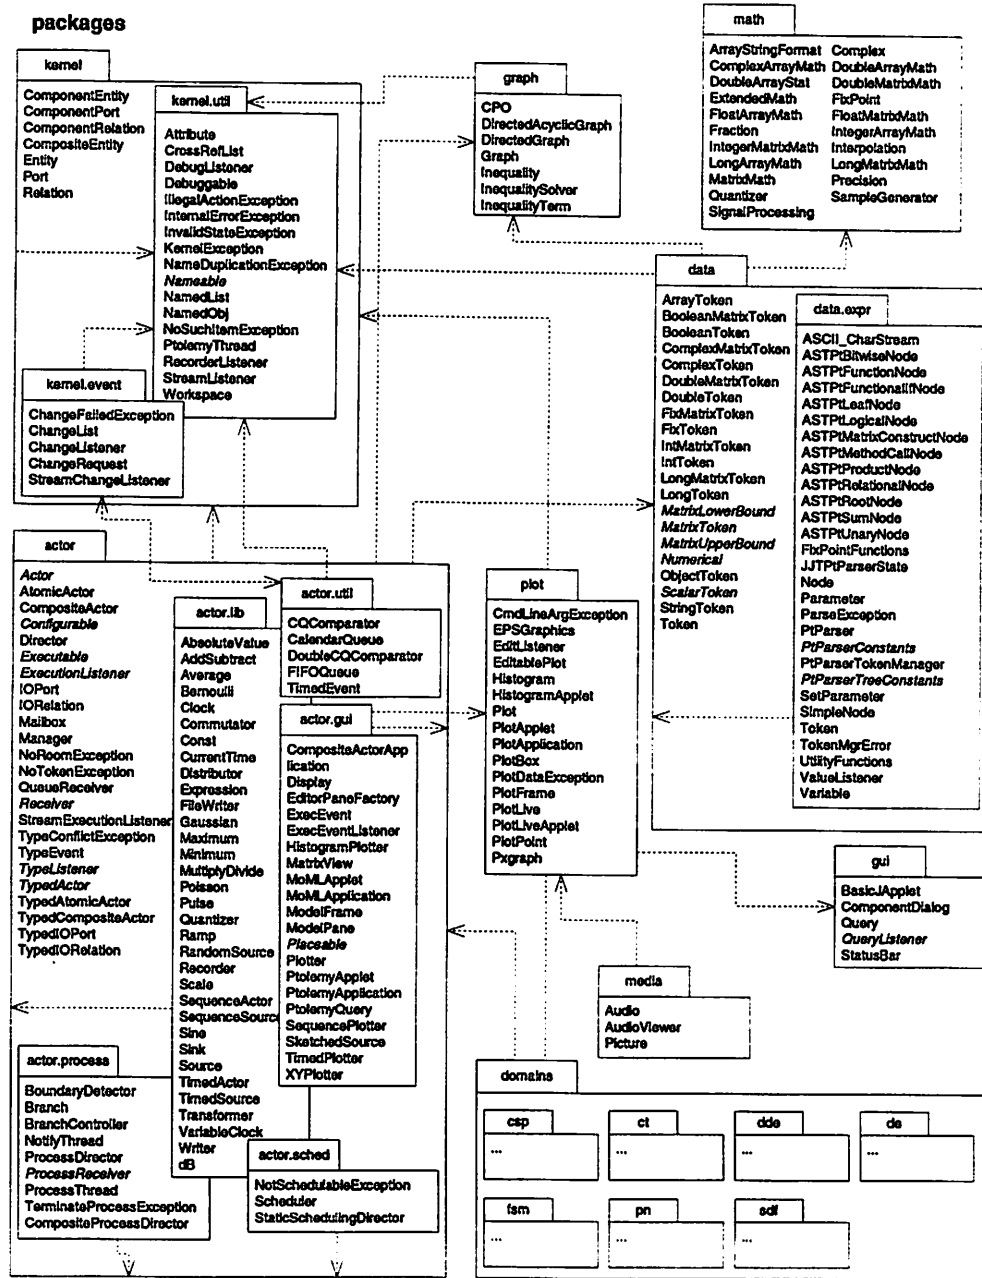 packages
kernel
ComponentEntity
ComponentPort
ComponentRelation
CompositeEntity
Entity
Port
Relation
kernel.util
Attribute
CrossRefList
DebugListener
Debuggable
IllegalActionException
InternalErrorException
InvalidStateException
KernelException
NameDuplicationException
Nameable
NamedList
NamedObj
NoSuchItemException
PtolemyThread
RecorderListener
StreamListener
Workspace
kernel.event
ChangeFailedException
ChangeList
ChangeListener
ChangeRequest
StreamChangeListener
graph
CPO
DirectedAcyclicGraph
DirectedGraph
Graph
Inequality
InequalitySolver
InequalityTerm
math
ArrayStringFormat Complex
ComplexArrayMath DoubleArrayMath
DoubleArrayStat DoubleMatrixMath
ExtendedMath FixPoint
FloatArrayMath FloatMatrixMath
Fraction IntegerArrayMath
IntegerMatrixMath Interpolation
LongArrayMath LongMatrixMath
MatrixMath Precision
Quantizer SampleGenerator
SignalProcessing
data
ArrayToken
BooleanMatrixToken
BooleanToken
ComplexMatrixToken
ComplexToken
DoubleMatrixToken
DoubleToken
FixMatrixToken
FixToken
IntMatrixToken
IntToken
LongMatrixToken
LongToken
MatrixLowerBound
MatrixToken
MatrixUpperBound
Numerical
ObjectToken
ScalarToken
StringToken
Token
data.expr
ASCII_CharStream
ASTPtBitwiseNode
ASTPtFunctionNode
ASTPtFunctionalIfNode
ASTPtLeafNode
ASTPtLogicalNode
ASTPtMatrixConstructNode
ASTPtMethodCallNode
ASTPtProductNode
ASTPtRelationalNode
ASTPtRootNode
ASTPtSumNode
ASTPtUnaryNode
FixPointFunctions
JJTPtParserState
Node
Parameter
ParseException
PtParser
PtParserConstants
PtParserTokenManager
PtParserTreeConstants
SetParameter
SimpleNode
Token
TokenMgrError
UtilityFunctions
ValueListener
Variable
actor
Actor
AtomicActor
CompositeActor
Configurable
Director
Executable
ExecutionListener
IOPort
IORelation
Mailbox
Manager
NoRoomException
NoTokenException
QueueReceiver
Receiver
StreamExecutionListener
TypeConflictException
TypeEvent
TypeListener
TypedActor
TypedAtomicActor
TypedCompositeActor
TypedIOPort
TypedIORelation
actor.lib
AbsoluteValue
AddSubtract
Average
Bernoulli
Clock
Commutator
Const
CurrentTime
Distributor
Expression
FileWriter
Gaussian
Maximum
Minimum
MultiplyDivide
Poisson
Pulse
Quantizer
Ramp
RandomSource
Recorder
Scale
SequenceActor
SequenceSource
Sine
Sink
Source
TimedActor
TimedSource
Transformer
VariableClock
Writer
dB
actor.util
CQComparator
CalendarQueue
DoubleCQComparator
FIFOQueue
TimedEvent
actor.gui
CompositeActorApp
lication
Display
EditorPaneFactory
ExecEvent
ExecEventListener
HistogramPlotter
MatrixView
MoMLApplet
MoMLApplication
ModelFrame
ModelPane
Placeable
Plotter
PtolemyApplet
PtolemyApplication
PtolemyQuery
SequencePlotter
SketchedSource
TimedPlotter
XYPlotter
actor.process
BoundaryDetector
Branch
BranchController
NotifyThread
ProcessDirector
ProcessReceiver
ProcessThread
TerminateProcessException
CompositeProcessDirector
actor.sched
NotSchedulableException
Scheduler
StaticSchedulingDirector
plot
CmdLineArgException
EPSGraphics
EditListener
EditablePlot
Histogram
HistogramApplet
Plot
PlotApplet
PlotApplication
PlotBox
PlotDataException
PlotFrame
PlotLive
PlotLiveApplet
PlotPoint
Pxgraph
gui
BasicJApplet
ComponentDialog
Query
QueryListener
StatusBar
media
Audio
AudioViewer
Picture
domains
csp
...
ct
...
dde
...
de
...
fsm
...
pn
...
sdf
...